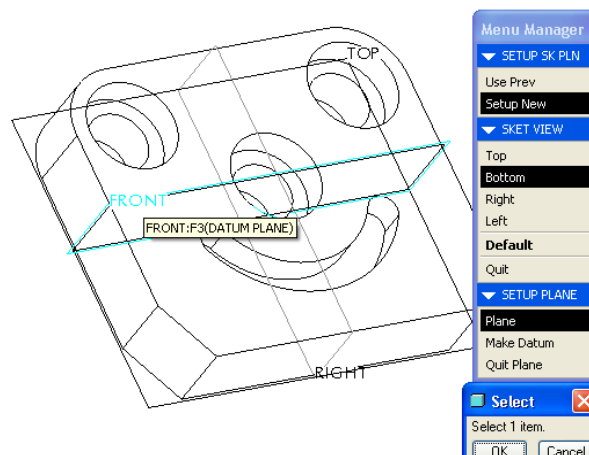 TOP
FRONT
FRONT:F3(DATUM PLANE)
RIGHT
Menu Manager
SETUP SK PLN
Use Prev
Setup New
SKET VIEW
Top
Bottom
Right
Left
Default
Quit
SETUP PLANE
Plane
Make Datum
Quit Plane
Select
Select 1 item.
OK
Cancel